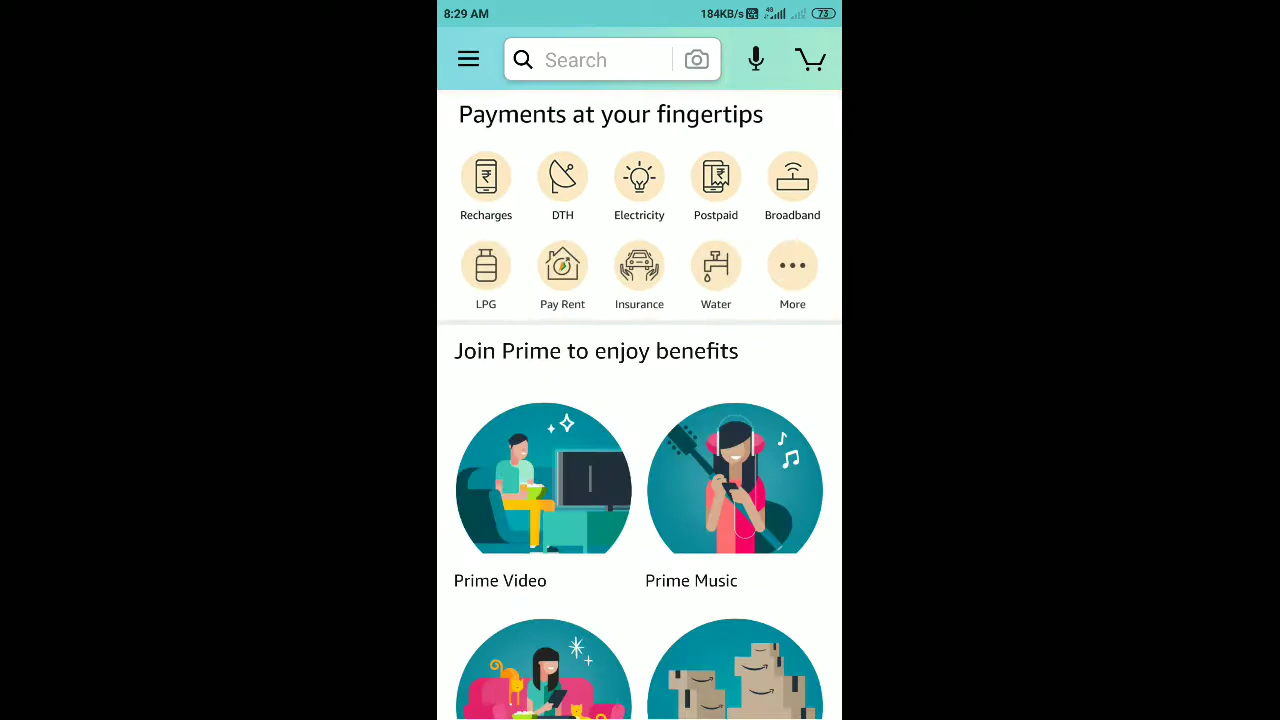 8:29 AM 184KB/s 4G 73
Search
Payments at your fingertips
Recharges DTH Electricity Postpaid Broadband
LPG Pay Rent Insurance Water More
Join Prime to enjoy benefits
Prime Video Prime Music